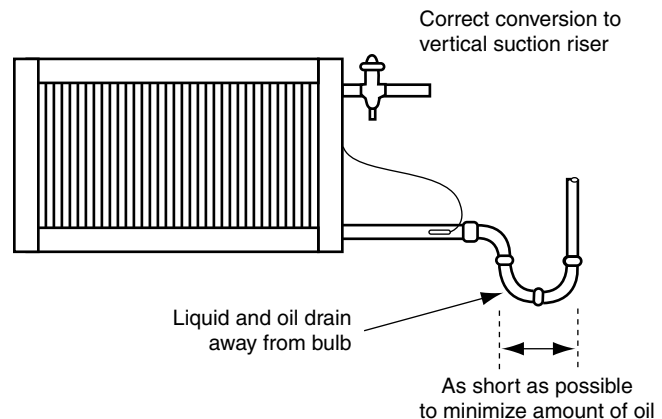 Correct conversion to
vertical suction riser
Liquid and oil drain
away from bulb
As short as possible
to minimize amount of oil